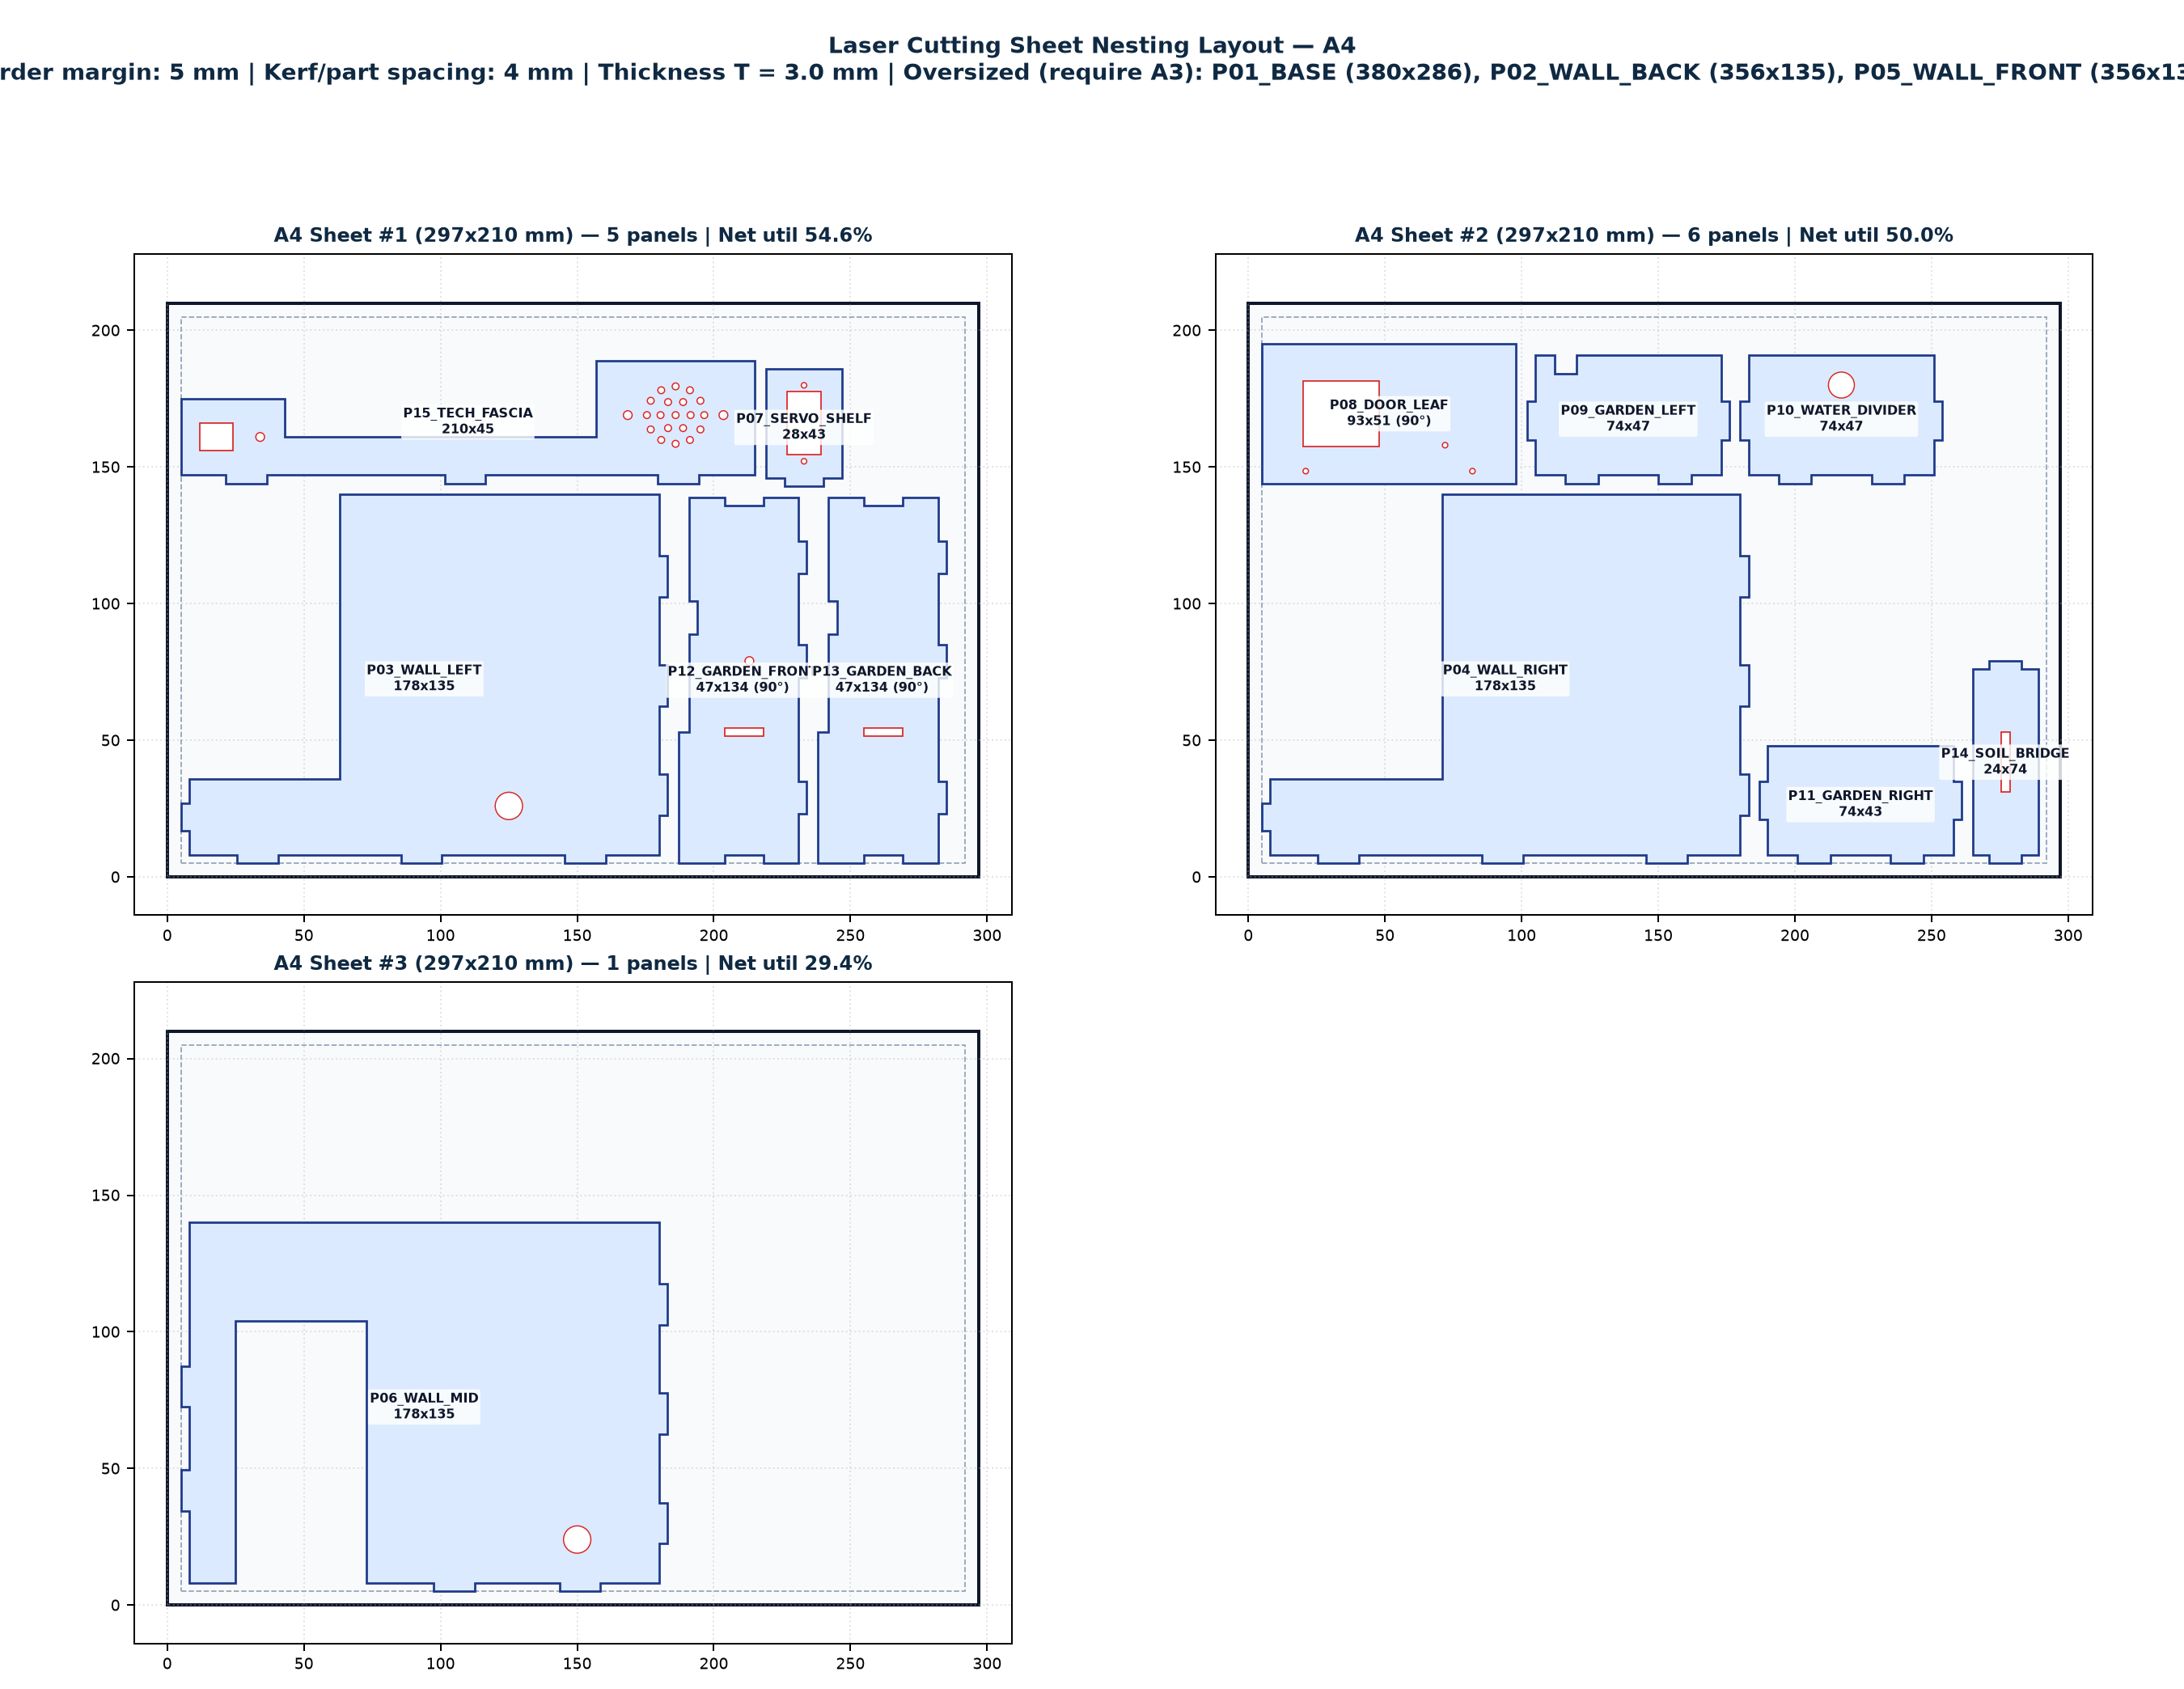 Laser Cutting Sheet Nesting Layout — A4
rder margin: 5 mm | Kerf/part spacing: 4 mm | Thickness T = 3.0 mm | Oversized (require A3): P01_BASE (380x286), P02_WALL_BACK (356x135), P05_WALL_FRONT (356x13
A4 Sheet #1 (297x210 mm) — 5 panels | Net util 54.6%
200
150
100
50
0
P15_TECH_FASCIA
210x45
P07_SERVO_SHELF
28x43
P03_WALL_LEFT
178x135
P12_GARDEN_FRONT
47x134 (90°)
P13_GARDEN_BACK
47x134 (90°)
0 50 100 150 200 250 300
A4 Sheet #2 (297x210 mm) — 6 panels | Net util 50.0%
200
150
100
50
0
P08_DOOR_LEAF
93x51 (90°)
P09_GARDEN_LEFT
74x47
P10_WATER_DIVIDER
74x47
P04_WALL_RIGHT
178x135
P14_SOIL_BRIDGE
24x74
P11_GARDEN_RIGHT
74x43
0 50 100 150 200 250 300
A4 Sheet #3 (297x210 mm) — 1 panels | Net util 29.4%
200
150
100
50
0
P06_WALL_MID
178x135
0 50 100 150 200 250 300